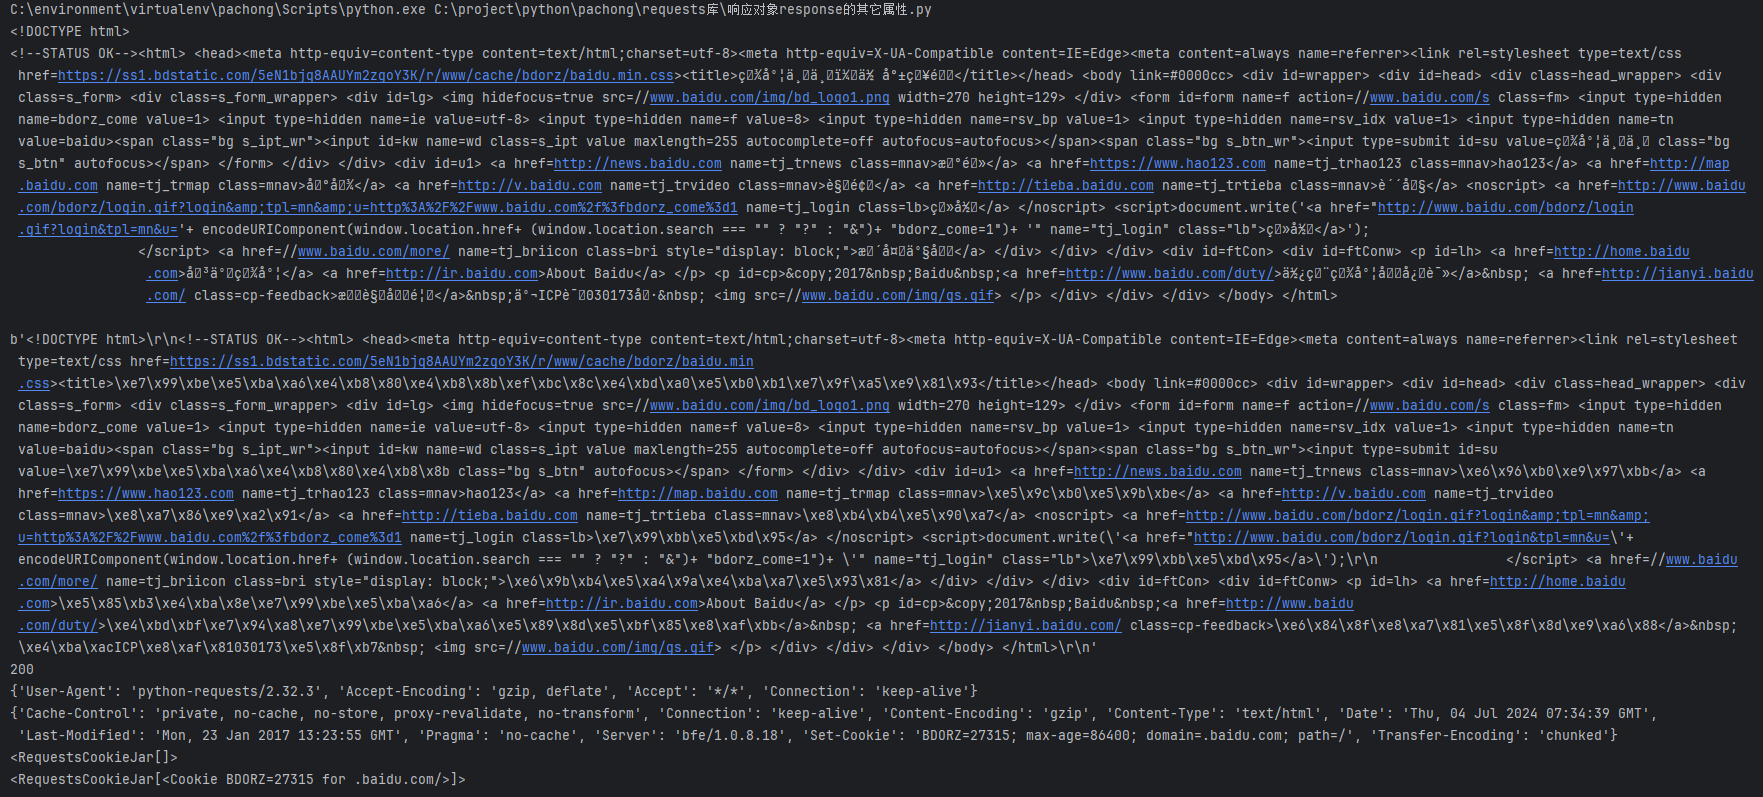 C:\environment\virtualenv\pachong\Scripts\python.exe C:\project\python\pachong\requests库\响应对象response的其它属性.py
<!DOCTYPE html>
<!--STATUS OK--><html> <head><meta http-equiv=content-type content=text/html;charset=utf-8><meta http-equiv=X-UA-Compatible content=IE=Edge><meta content=always name=referrer><link rel=stylesheet type=text/css
href=https://ss1.bdstatic.com/5eN1bjq8AAUYm2zgoY3K/r/www/cache/bdorz/baidu.min.css><title></title></head> <body link=#0000cc> <div id=wrapper> <div id=head> <div class=head_wrapper> <div
class=s_form> <div class=s_form_wrapper> <div id=lg> <img hidefocus=true src=//www.baidu.com/img/bd_logo1.png width=270 height=129> </div> <form id=form name=f action=//www.baidu.com/s class=fm> <input type=hidden
name=bdorz_come value=1> <input type=hidden name=ie value=utf-8> <input type=hidden name=f value=8> <input type=hidden name=rsv_bp value=1> <input type=hidden name=rsv_idx value=1> <input type=hidden name=tn
value=baidu><span class="bg s_ipt_wr"><input id=kw name=wd class=s_ipt value maxlength=255 autocomplete=off autofocus=autofocus></span><span class="bg s_btn_wr"><input type=submit id=su value= class="bg
s_btn" autofocus></span> </form> </div> </div> <div id=u1> <a href=http://news.baidu.com name=tj_trnews class=mnav></a> <a href=https://www.hao123.com name=tj_trhao123 class=mnav>hao123</a> <a href=http://map
.baidu.com name=tj_trmap class=mnav></a> <a href=http://v.baidu.com name=tj_trvideo class=mnav></a> <a href=http://tieba.baidu.com name=tj_trtieba class=mnav></a> <noscript> <a href=http://www.baidu
.com/bdorz/login.gif?login&amp;tpl=mn&amp;u=http%3A%2F%2Fwww.baidu.com%2f%3fbdorz_come%3d1 name=tj_login class=lb></a> </noscript> <script>document.write('<a href="http://www.baidu.com/bdorz/login
.gif?login&tpl=mn&u='+ encodeURIComponent(window.location.href+ (window.location.search === "" ? "?" : "&")+ "bdorz_come=1")+ '" name="tj_login" class="lb"></a>');
</script> <a href=//www.baidu.com/more/ name=tj_briicon class=bri style="display: block;"></a> </div> </div> </div> <div id=ftCon> <div id=ftConw> <p id=lh> <a href=http://home.baidu
.com></a> <a href=http://ir.baidu.com>About Baidu</a> </p> <p id=cp>&copy;2017&nbsp;Baidu&nbsp;<a href=http://www.baidu.com/duty/></a>&nbsp; <a href=http://jianyi.baidu
.com/ class=cp-feedback></a>&nbsp;ICP030173&nbsp; <img src=//www.baidu.com/img/gs.gif> </p> </div> </div> </div> </body> </html>
b'<!DOCTYPE html>\r\n<!--STATUS OK--><html> <head><meta http-equiv=content-type content=text/html;charset=utf-8><meta http-equiv=X-UA-Compatible content=IE=Edge><meta content=always name=referrer><link rel=stylesheet
type=text/css href=https://ss1.bdstatic.com/5eN1bjq8AAUYm2zgoY3K/r/www/cache/bdorz/baidu.min
.css><title>\xe7\x99\xbe\xe5\xba\xa6\xe4\xb8\x80\xe4\xb8\x8b\xef\xbc\x8c\xe4\xbd\xa0\xe5\xb0\xb1\xe7\x9f\xa5\xe9\x81\x93</title></head> <body link=#0000cc> <div id=wrapper> <div id=head> <div class=head_wrapper> <div
class=s_form> <div class=s_form_wrapper> <div id=lg> <img hidefocus=true src=//www.baidu.com/img/bd_logo1.png width=270 height=129> </div> <form id=form name=f action=//www.baidu.com/s class=fm> <input type=hidden
name=bdorz_come value=1> <input type=hidden name=ie value=utf-8> <input type=hidden name=f value=8> <input type=hidden name=rsv_bp value=1> <input type=hidden name=rsv_idx value=1> <input type=hidden name=tn
value=baidu><span class="bg s_ipt_wr"><input id=kw name=wd class=s_ipt value maxlength=255 autocomplete=off autofocus=autofocus></span><span class="bg s_btn_wr"><input type=submit id=su
value=\xe7\x99\xbe\xe5\xba\xa6\xe4\xb8\x80\xe4\xb8\x8b class="bg s_btn" autofocus></span> </form> </div> </div> <div id=u1> <a href=http://news.baidu.com name=tj_trnews class=mnav>\xe6\x96\xb0\xe9\x97\xbb</a> <a
href=https://www.hao123.com name=tj_trhao123 class=mnav>hao123</a> <a href=http://map.baidu.com name=tj_trmap class=mnav>\xe5\x9c\xb0\xe5\x9b\xbe</a> <a href=http://v.baidu.com name=tj_trvideo
class=mnav>\xe8\xa7\x86\xe9\xa2\x91</a> <a href=http://tieba.baidu.com name=tj_trtieba class=mnav>\xe8\xb4\xb4\xe5\x90\xa7</a> <noscript> <a href=http://www.baidu.com/bdorz/login.gif?login&amp;tpl=mn&amp;
u=http%3A%2F%2Fwww.baidu.com%2f%3fbdorz_come%3d1 name=tj_login class=lb>\xe7\x99\xbb\xe5\xbd\x95</a> </noscript> <script>document.write(\'<a href="http://www.baidu.com/bdorz/login.gif?login&tpl=mn&u=\'+
encodeURIComponent(window.location.href+ (window.location.search === "" ? "?" : "&")+ "bdorz_come=1")+ \'" name="tj_login" class="lb">\xe7\x99\xbb\xe5\xbd\x95</a>\');\r\n                </script> <a href=//www.baidu
.com/more/ name=tj_briicon class=bri style="display: block;">\xe6\x9b\xb4\xe5\xa4\x9a\xe4\xba\xa7\xe5\x93\x81</a> </div> </div> </div> <div id=ftCon> <div id=ftConw> <p id=lh> <a href=http://home.baidu
.com>\xe5\x85\xb3\xe4\xba\x8e\xe7\x99\xbe\xe5\xba\xa6</a> <a href=http://ir.baidu.com>About Baidu</a> </p> <p id=cp>&copy;2017&nbsp;Baidu&nbsp;<a href=http://www.baidu
.com/duty/>\xe4\xbd\xbf\xe7\x94\xa8\xe7\x99\xbe\xe5\xba\xa6\xe5\x89\x8d\xe5\xbf\x85\xe8\xaf\xbb</a>&nbsp; <a href=http://jianyi.baidu.com/ class=cp-feedback>\xe6\x84\x8f\xe8\xa7\x81\xe5\x8f\x8d\xe9\xa6\x88</a>&nbsp;
\xe4\xba\xacICP\xe8\xaf\x81030173\xe5\x8f\xb7&nbsp; <img src=//www.baidu.com/img/gs.gif> </p> </div> </div> </div> </body> </html>\r\n'
200
{'User-Agent': 'python-requests/2.32.3', 'Accept-Encoding': 'gzip, deflate', 'Accept': '*/*', 'Connection': 'keep-alive'}
{'Cache-Control': 'private, no-cache, no-store, proxy-revalidate, no-transform', 'Connection': 'keep-alive', 'Content-Encoding': 'gzip', 'Content-Type': 'text/html', 'Date': 'Thu, 04 Jul 2024 07:34:39 GMT',
'Last-Modified': 'Mon, 23 Jan 2017 13:23:55 GMT', 'Pragma': 'no-cache', 'Server': 'bfe/1.0.8.18', 'Set-Cookie': 'BDORZ=27315; max-age=86400; domain=.baidu.com; path=/', 'Transfer-Encoding': 'chunked'}
<RequestsCookieJar[]>
<RequestsCookieJar[<Cookie BDORZ=27315 for .baidu.com/>]>